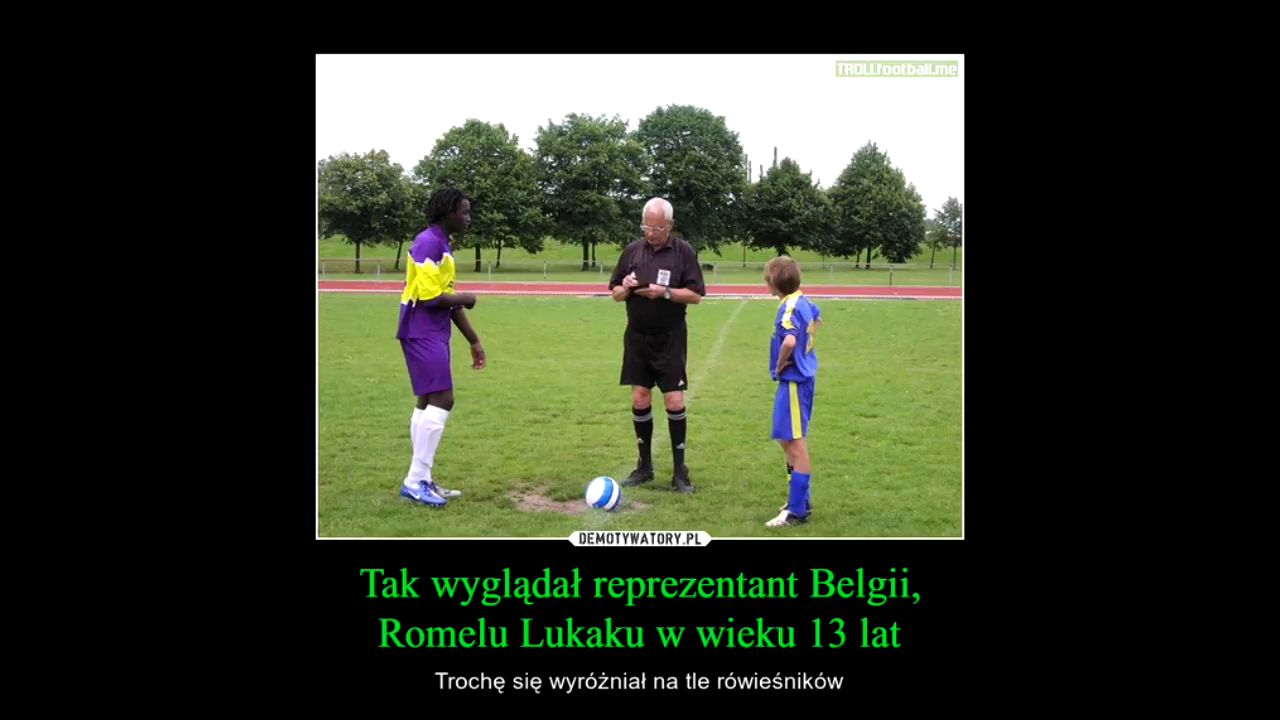 TROLLfootball.me
DEMOTYWATORY.PL
Tak wyglądał reprezentant Belgii,
Romelu Lukaku w wieku 13 lat
Trochę się wyróżniał na tle rówieśników